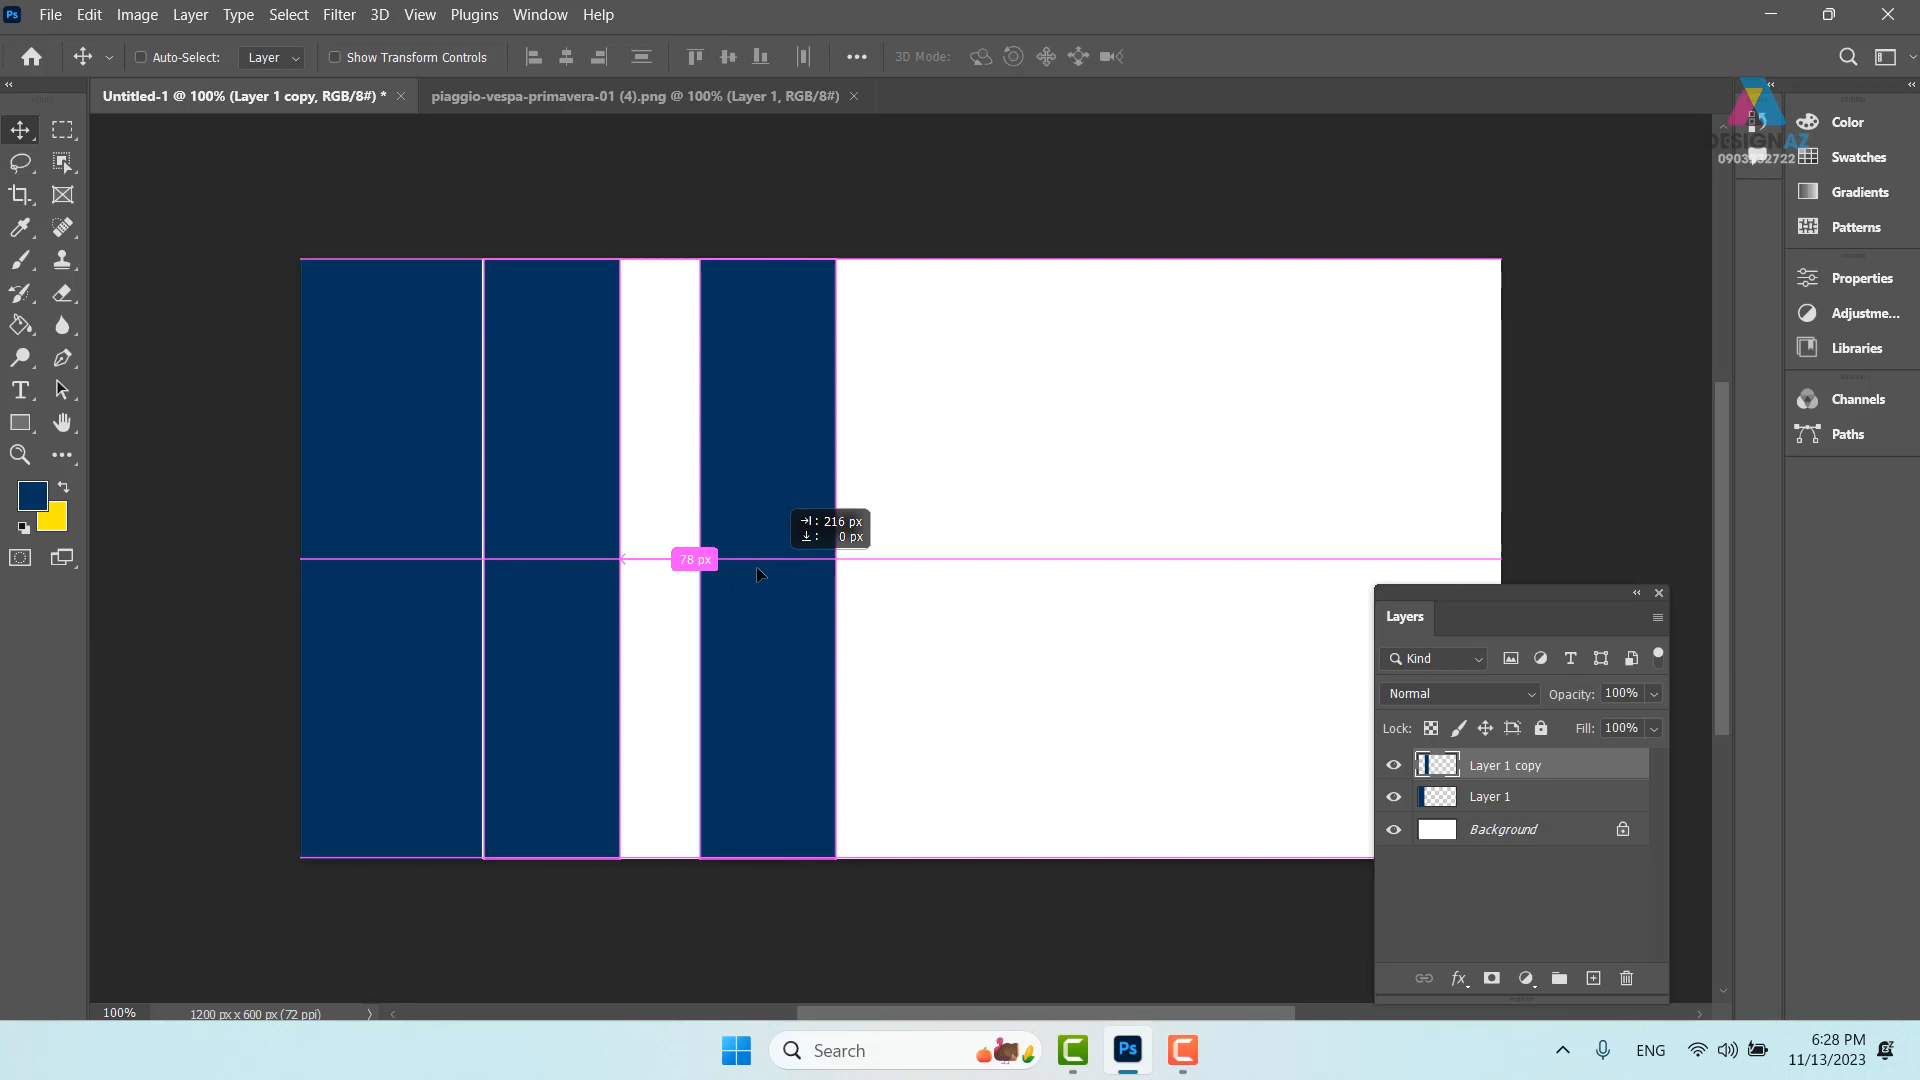 Ps File Edit Image Layer Type Select Filter 3D View Plugins Window Help
Auto-Select: Layer Show Transform Controls 3D Mode:
Untitled-1 @ 100% (Layer 1 copy, RGB/8#) * piaggio-vespa-primavera-01 (4).png @ 100% (Layer 1, RGB/8#)
Color
DESIGNAZ
Swatches
Gradients
Patterns
Properties
Adjustme...
Libraries
Channels
Paths
T
: 216 px
: 0 px
78 px
Layers
Kind
Normal Opacity: 100%
Lock: Fill: 100%
Layer 1 copy
Layer 1
Background
fx
100% 1200 px x 600 px (72 ppi)
Search
Ps
ENG
6:28 PM
11/13/2023